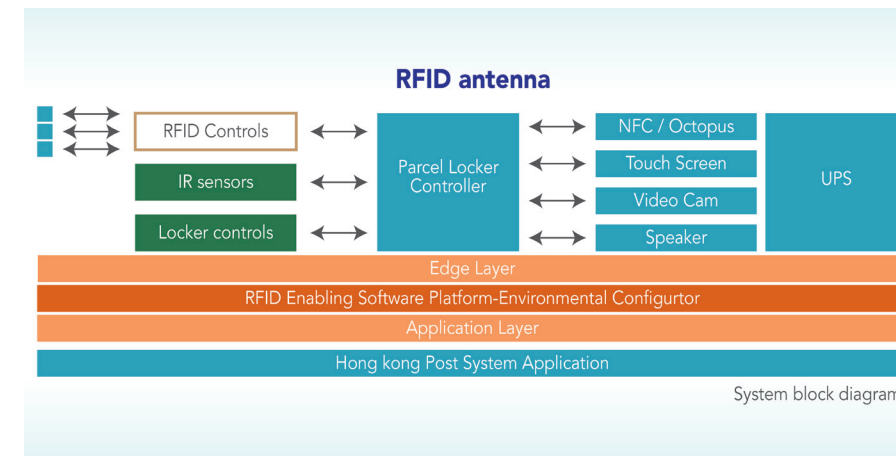 RFID antenna
RFID Controls
IR sensors
Locker controls
Parcel Locker
Controller
NFC / Octopus
Touch Screen
Video Cam
Speaker
UPS
Edge Layer
RFID Enabling Software Platform-Environmental Configurtor
Application Layer
Hong kong Post System Application
System block diagram